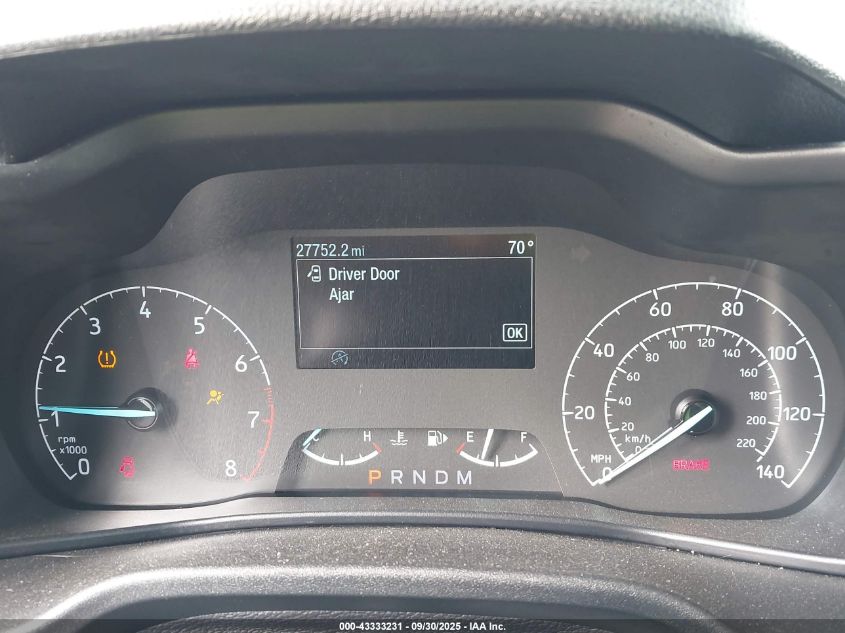 27752.2 mi 70°
Driver Door
Ajar
OK
0 1 2 3 4 5 6 7 8
rpm
x1000
C H E F
P R N D M
0 20 40 60 80 100 120 140
MPH
0 20 40 60 80 100 120 140 160 180 200 220
km/h
BRAKE
000-43333231 - 09/30/2025 - IAA Inc.